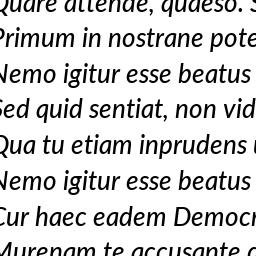 Quare attende, quaeso. S
Primum in nostrane pote
Nemo igitur esse beatus
Sed quid sentiat, non vid
Qua tu etiam inprudens u
Nemo igitur esse beatus
Cur haec eadem Democr
Murenam te accusante d